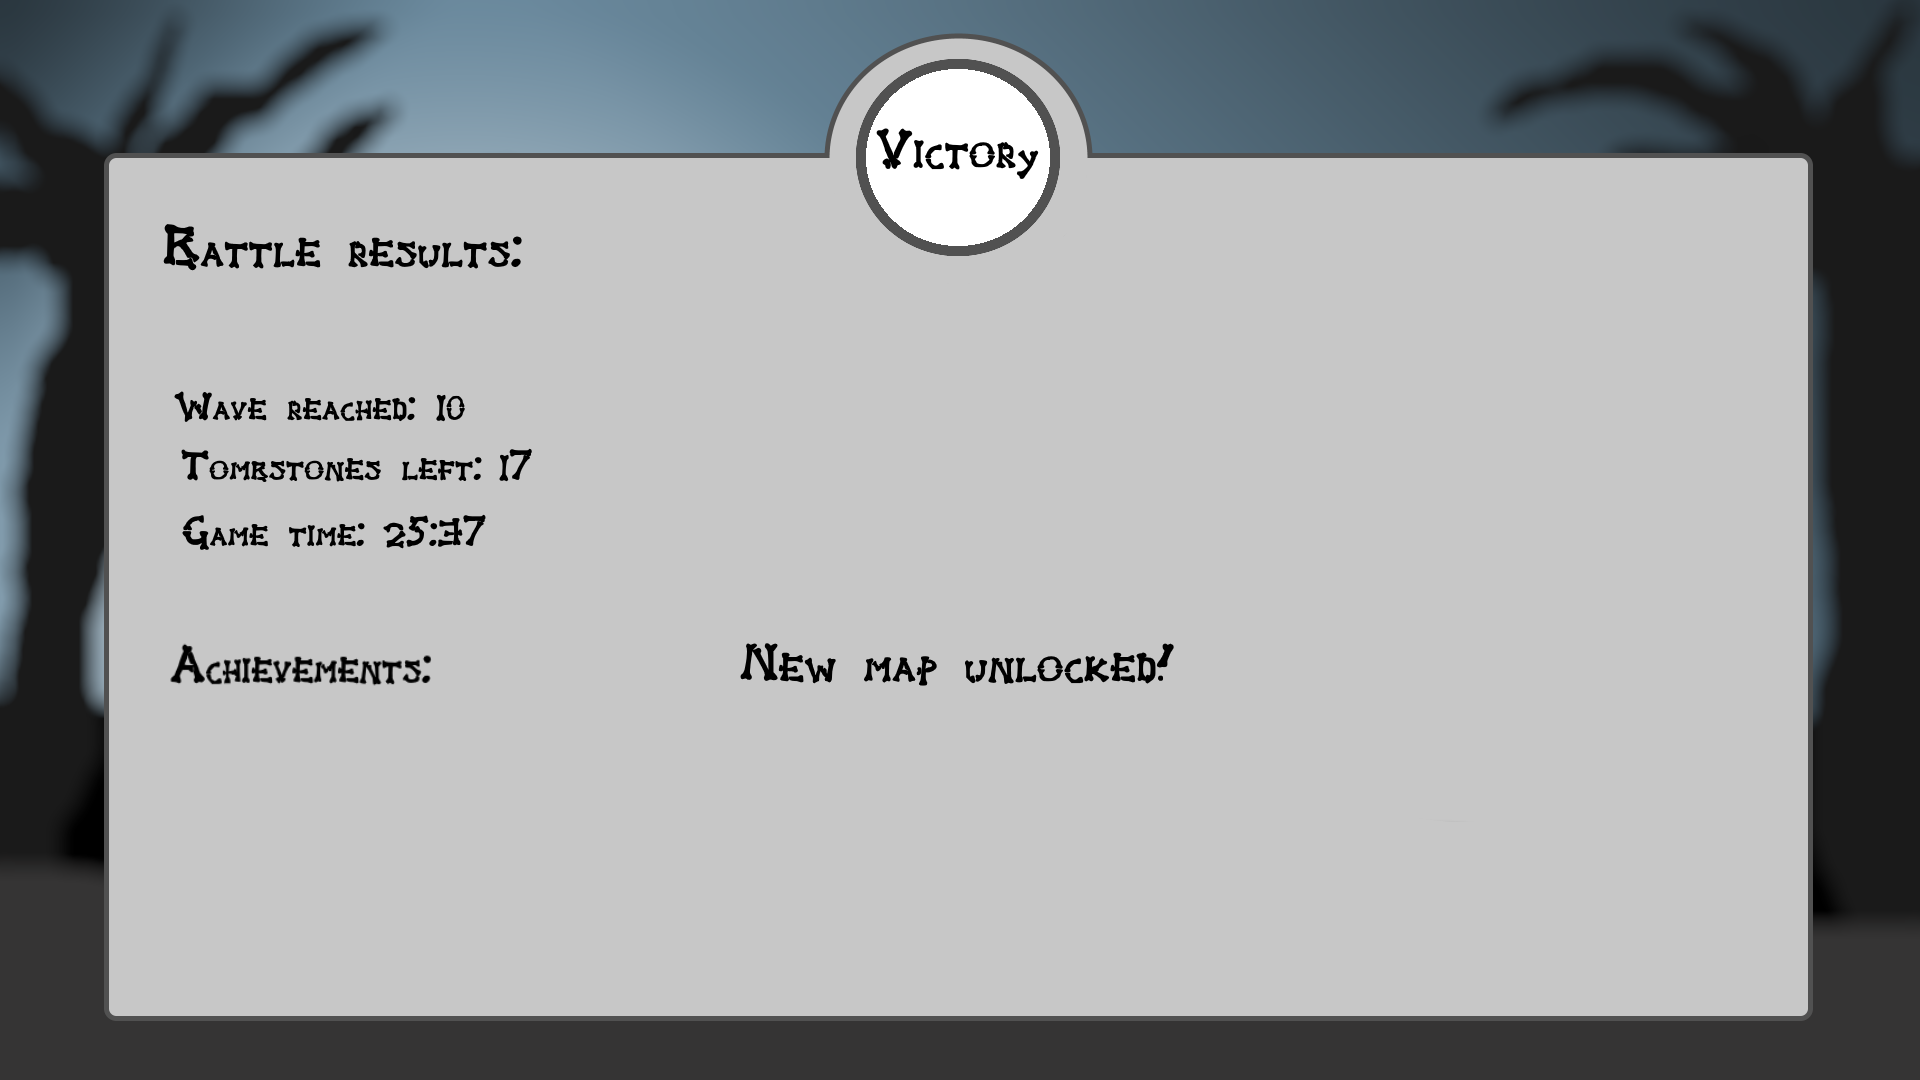 Victory
Battle results:
Wave reached: 10
Tombstones left: 17
Game time: 25:37
Achievements:
New map unlocked!